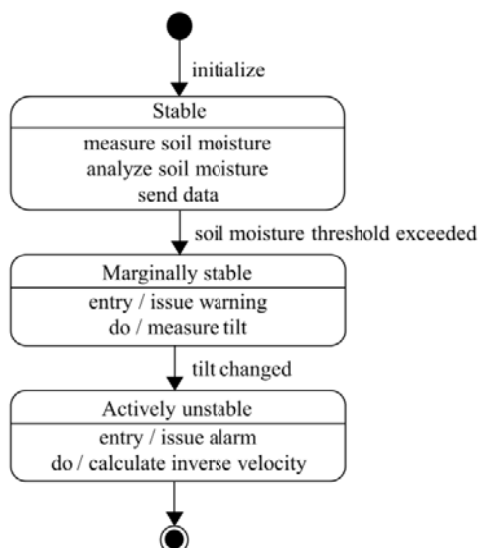 initialize
Stable
measure soil moisture
analyze soil moisture
send data
soil moisture threshold exceeded
Marginally stable
entry / issue warning
do / measure tilt
tilt changed
Actively unstable
entry / issue alarm
do / calculate inverse velocity